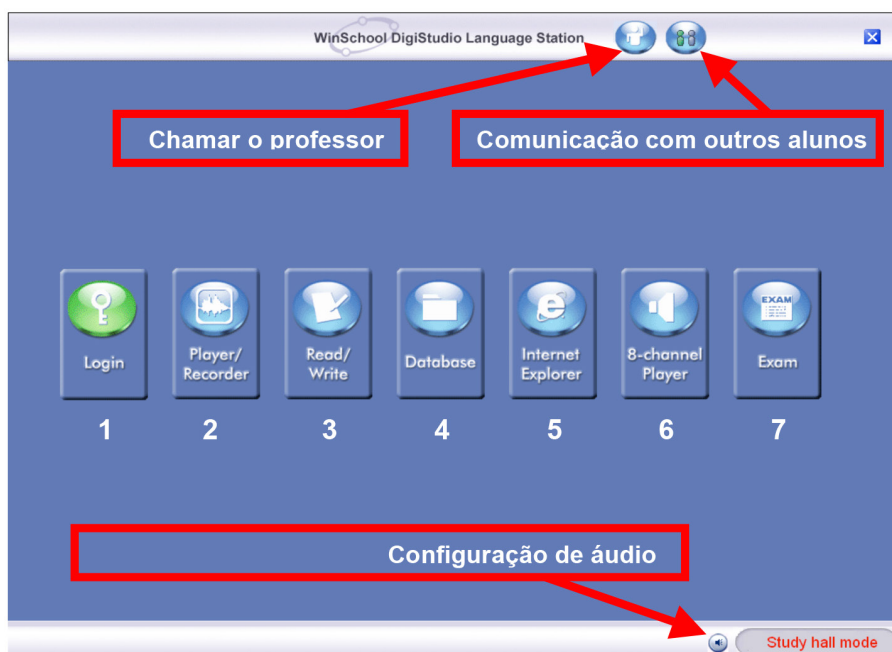 WinSchool DigiStudio Language Station
Chamar o professor
Comunicação com outros alunos
Login
Player/
Recorder
Read/
Write
Database
Internet
Explorer
8-channel
Player
EXAM
Exam
1 2 3 4 5 6 7
Configuração de áudio
Study hall mode